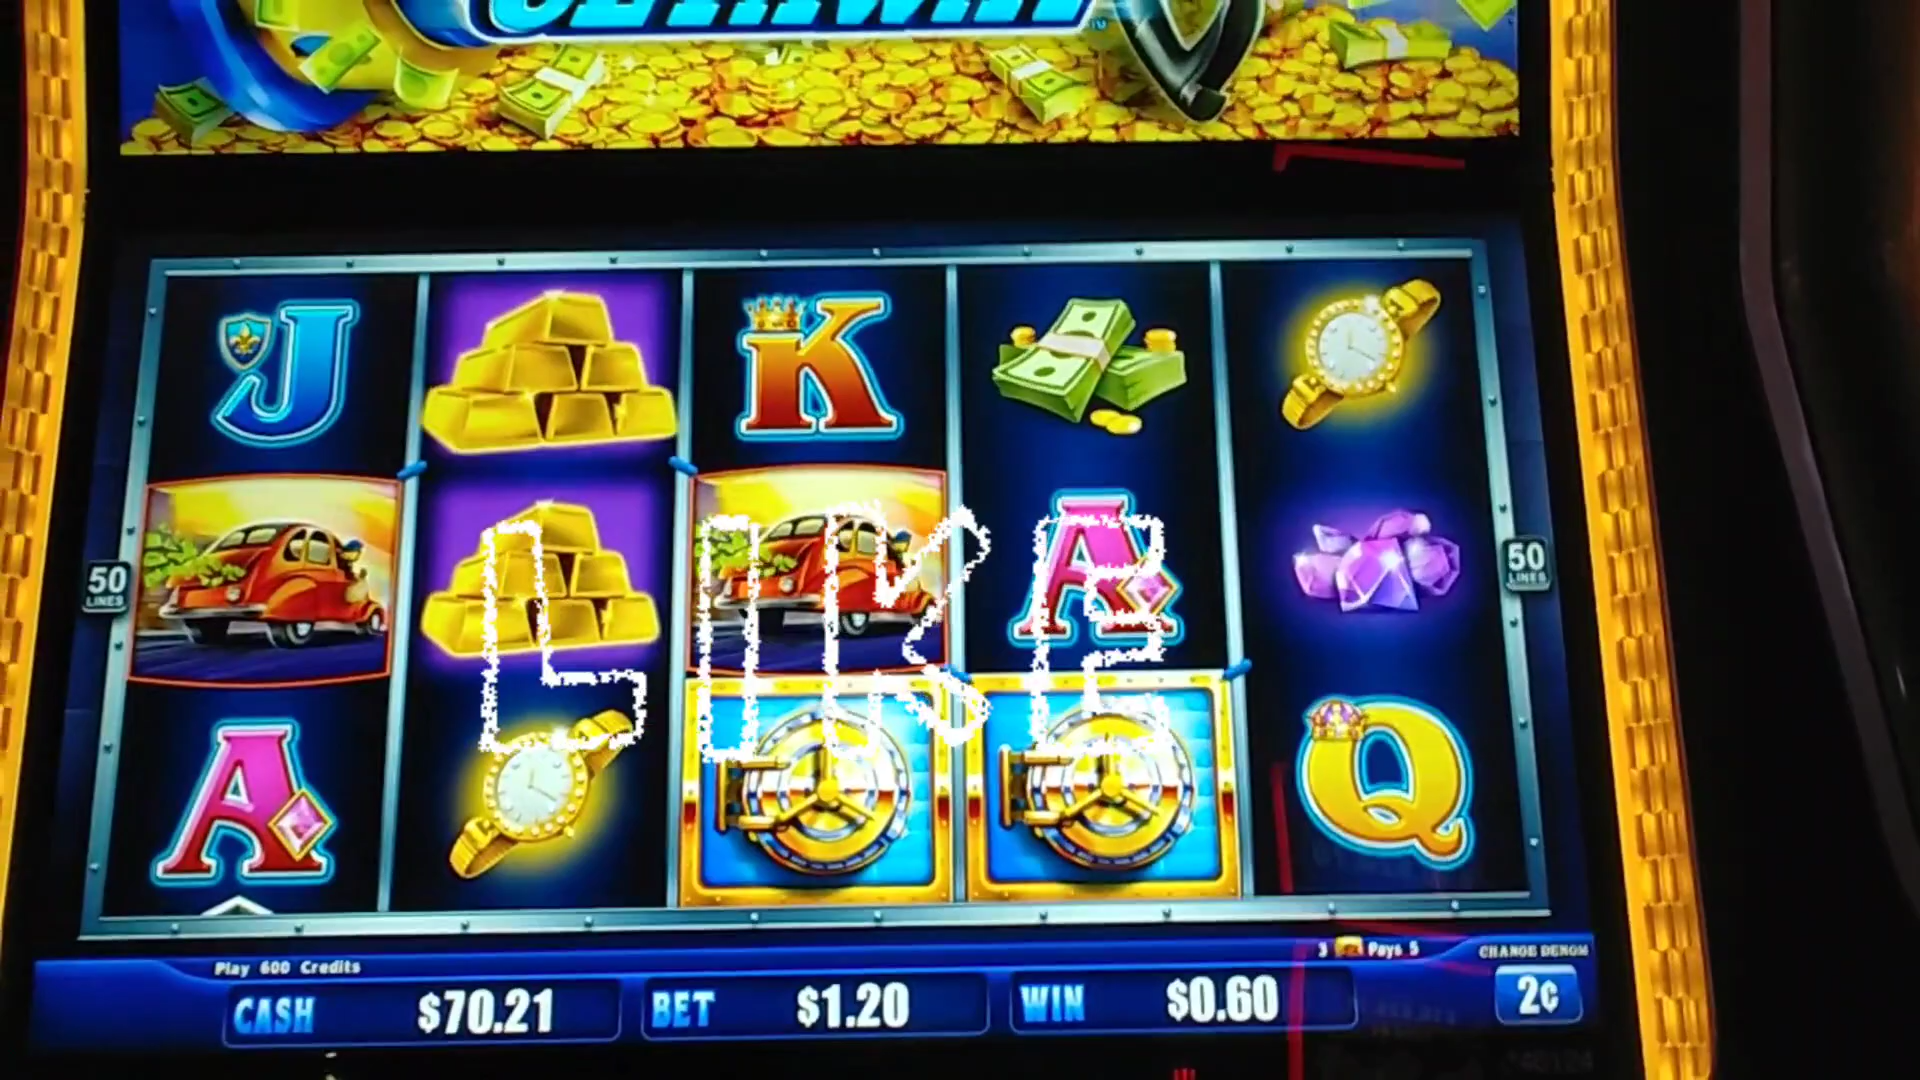 GETAWAY
J
K
50 LINES
LIKE
A
50 LINES
A
Q
3 Pays 5
CHANGE DENOM
Play 600 Credits
CASH $70.21
BET $1.20
WIN $0.60
2¢